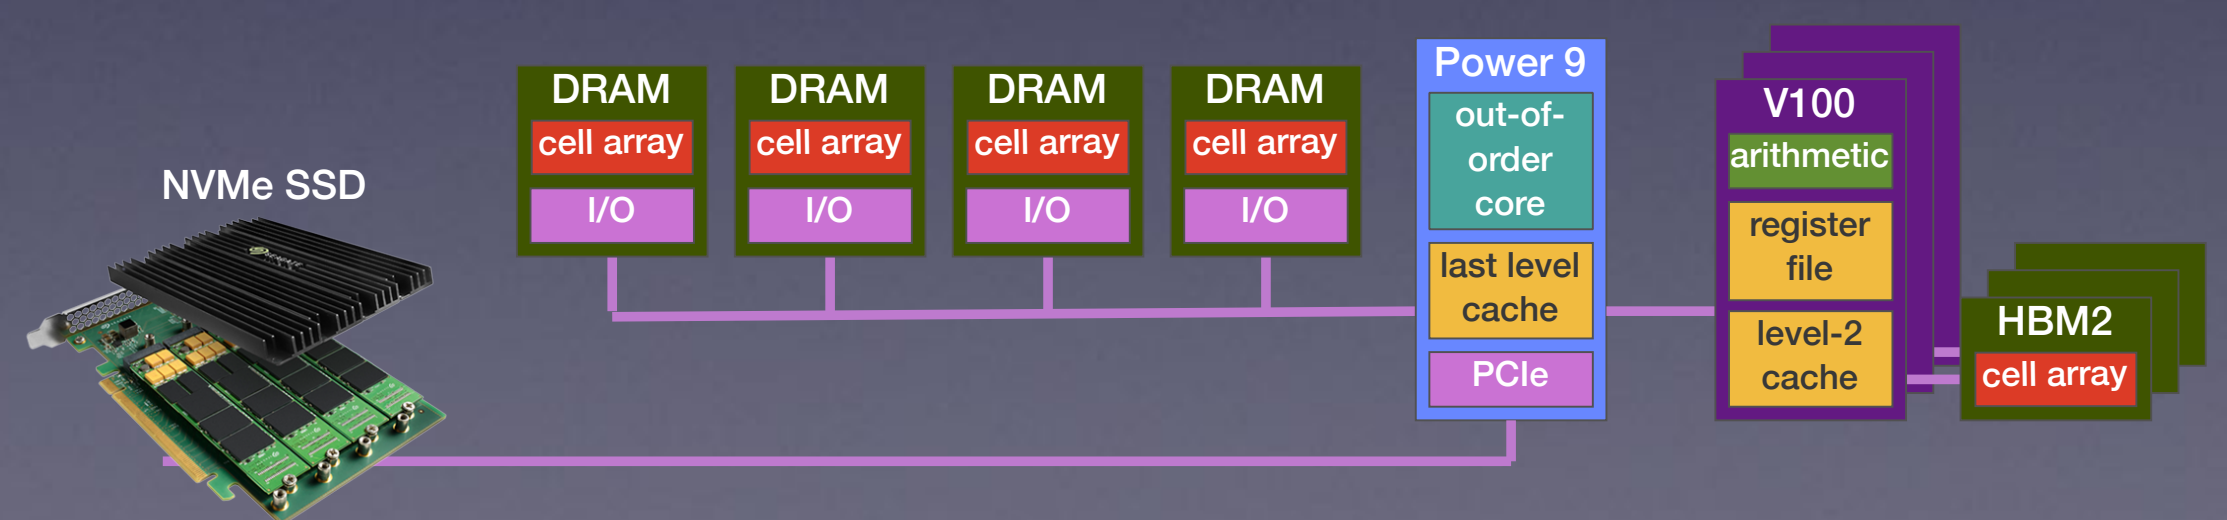 NVMe SSD
DRAM
cell array
I/O
DRAM
cell array
I/O
DRAM
cell array
I/O
DRAM
cell array
I/O
Power 9
out-of-
order
core
last level
cache
PCIe
V100
arithmetic
register
file
level-2
cache
HBM2
cell array